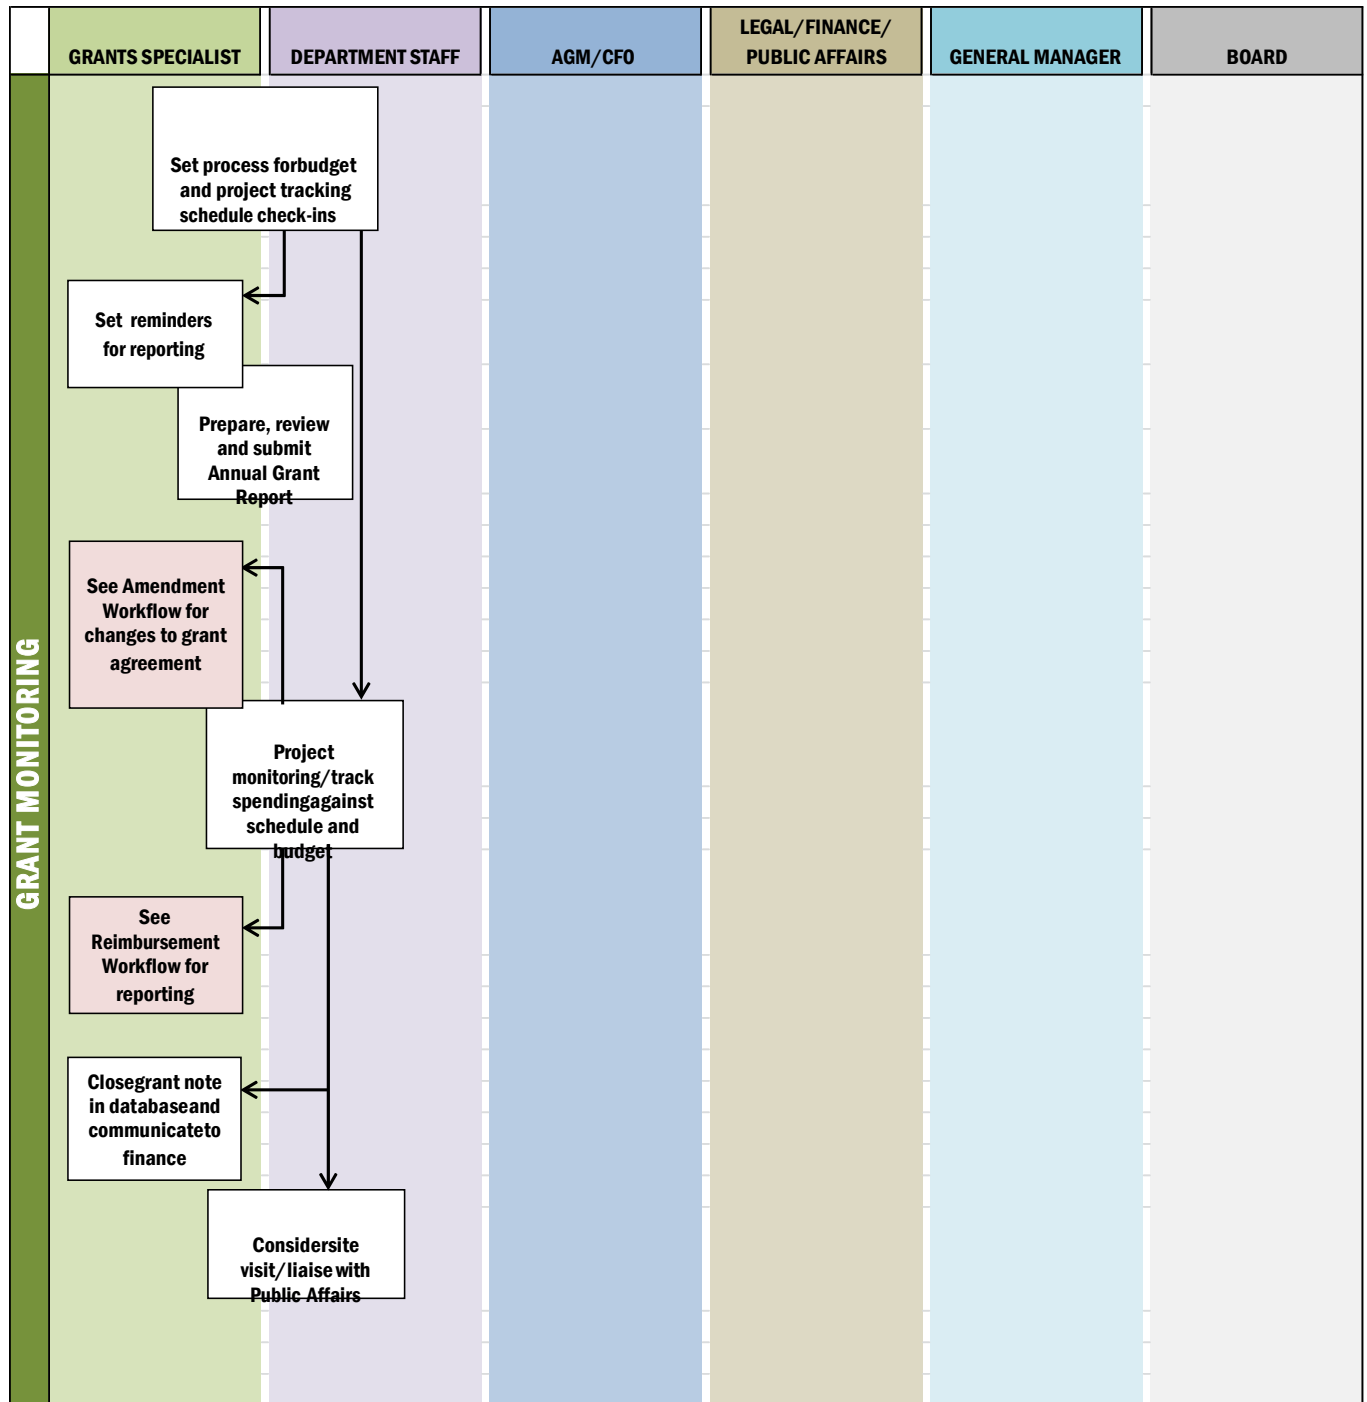 GRANTS SPECIALIST
DEPARTMENT STAFF
AGM/CFO
LEGAL/FINANCE/
PUBLIC AFFAIRS
GENERAL MANAGER
BOARD
GRANT MONITORING
Set process forbudget
and project tracking
schedule check-ins
Set reminders
for reporting
Prepare, review
and submit
Annual Grant
Report
See Amendment
Workflow for
changes to grant
agreement
Project
monitoring/track
spendingagainst
schedule and
budget
See
Reimbursement
Workflow for
reporting
Closegrant note
in databaseand
communicateto
finance
Considersite
visit/liaise with
Public Affairs